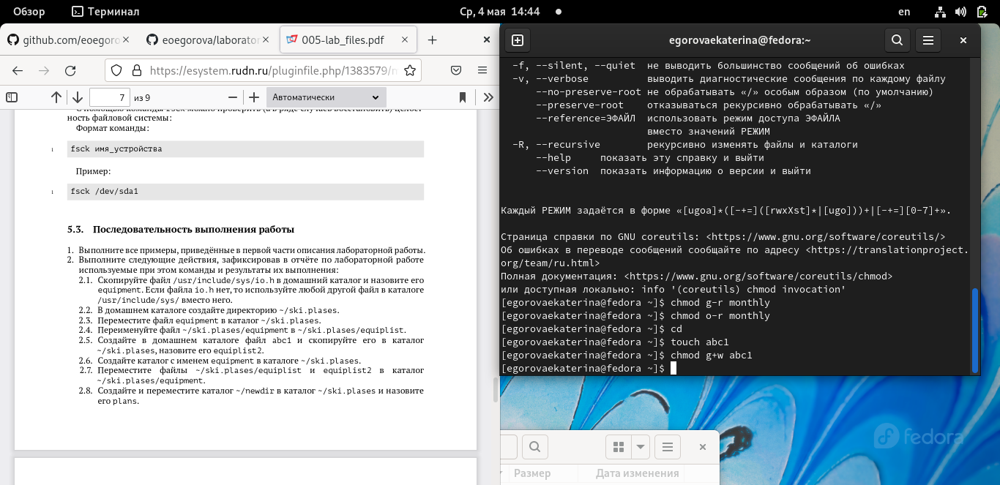 Обзор
Терминал
Ср, 4 мая 14:44
en
github.com/eoegoro
eoegorova/laborator
005-lab_files.pdf
https://esystem.rudn.ru/pluginfile.php/1383579/m
7 из 9
Автоматически
ность файловой системы:
Формат команды:
1 fsck имя_устройства
Пример:
1 fsck /dev/sda1
5.3. Последовательность выполнения работы
1. Выполните все примеры, приведённые в первой части описания лабораторной работы.
2. Выполните следующие действия, зафиксировав в отчёте по лабораторной работе
используемые при этом команды и результаты их выполнения:
2.1. Скопируйте файл /usr/include/sys/io.h в домашний каталог и назовите его
equipment. Если файла io.h нет, то используйте любой другой файл в каталоге
/usr/include/sys/ вместо него.
2.2. В домашнем каталоге создайте директорию ~/ski.plases.
2.3. Переместите файл equipment в каталог ~/ski.plases.
2.4. Переименуйте файл ~/ski.plases/equipment в ~/ski.plases/equiplist.
2.5. Создайте в домашнем каталоге файл abc1 и скопируйте его в каталог
~/ski.plases, назовите его equiplist2.
2.6. Создайте каталог с именем equipment в каталоге ~/ski.plases.
2.7. Переместите файлы ~/ski.plases/equiplist и equiplist2 в каталог
~/ski.plases/equipment.
2.8. Создайте и переместите каталог ~/newdir в каталог ~/ski.plases и назовите
его plans.
egorovaekaterina@fedora:~
-f, --silent, --quiet не выводить большинство сообщений об ошибках
-v, --verbose выводить диагностические сообщения по каждому файлу
--no-preserve-root не обрабатывать «/» особым образом (по умолчанию)
--preserve-root отказываться рекурсивно обрабатывать «/»
--reference=ЭФАЙЛ использовать режим доступа ЭФАЙЛА
вместо значений РЕЖИМ
-R, --recursive рекурсивно изменять файлы и каталоги
--help показать эту справку и выйти
--version показать информацию о версии и выйти
Каждый РЕЖИМ задаётся в форме «[ugoa]*([-+=]([rwxXst]*|[ugo]))+|[-+=][0-7]+».
Страница справки по GNU coreutils: <https://www.gnu.org/software/coreutils/>
Об ошибках в переводе сообщений сообщайте по адресу <https://translationproject.
org/team/ru.html>
Полная документация: <https://www.gnu.org/software/coreutils/chmod>
или доступная локально: info '(coreutils) chmod invocation'
[egorovaekaterina@fedora ~]$ chmod g-r monthly
[egorovaekaterina@fedora ~]$ chmod o-r monthly
[egorovaekaterina@fedora ~]$ cd
[egorovaekaterina@fedora ~]$ touch abc1
[egorovaekaterina@fedora ~]$ chmod g+w abc1
[egorovaekaterina@fedora ~]$
fedora
Размер
Дата изменения